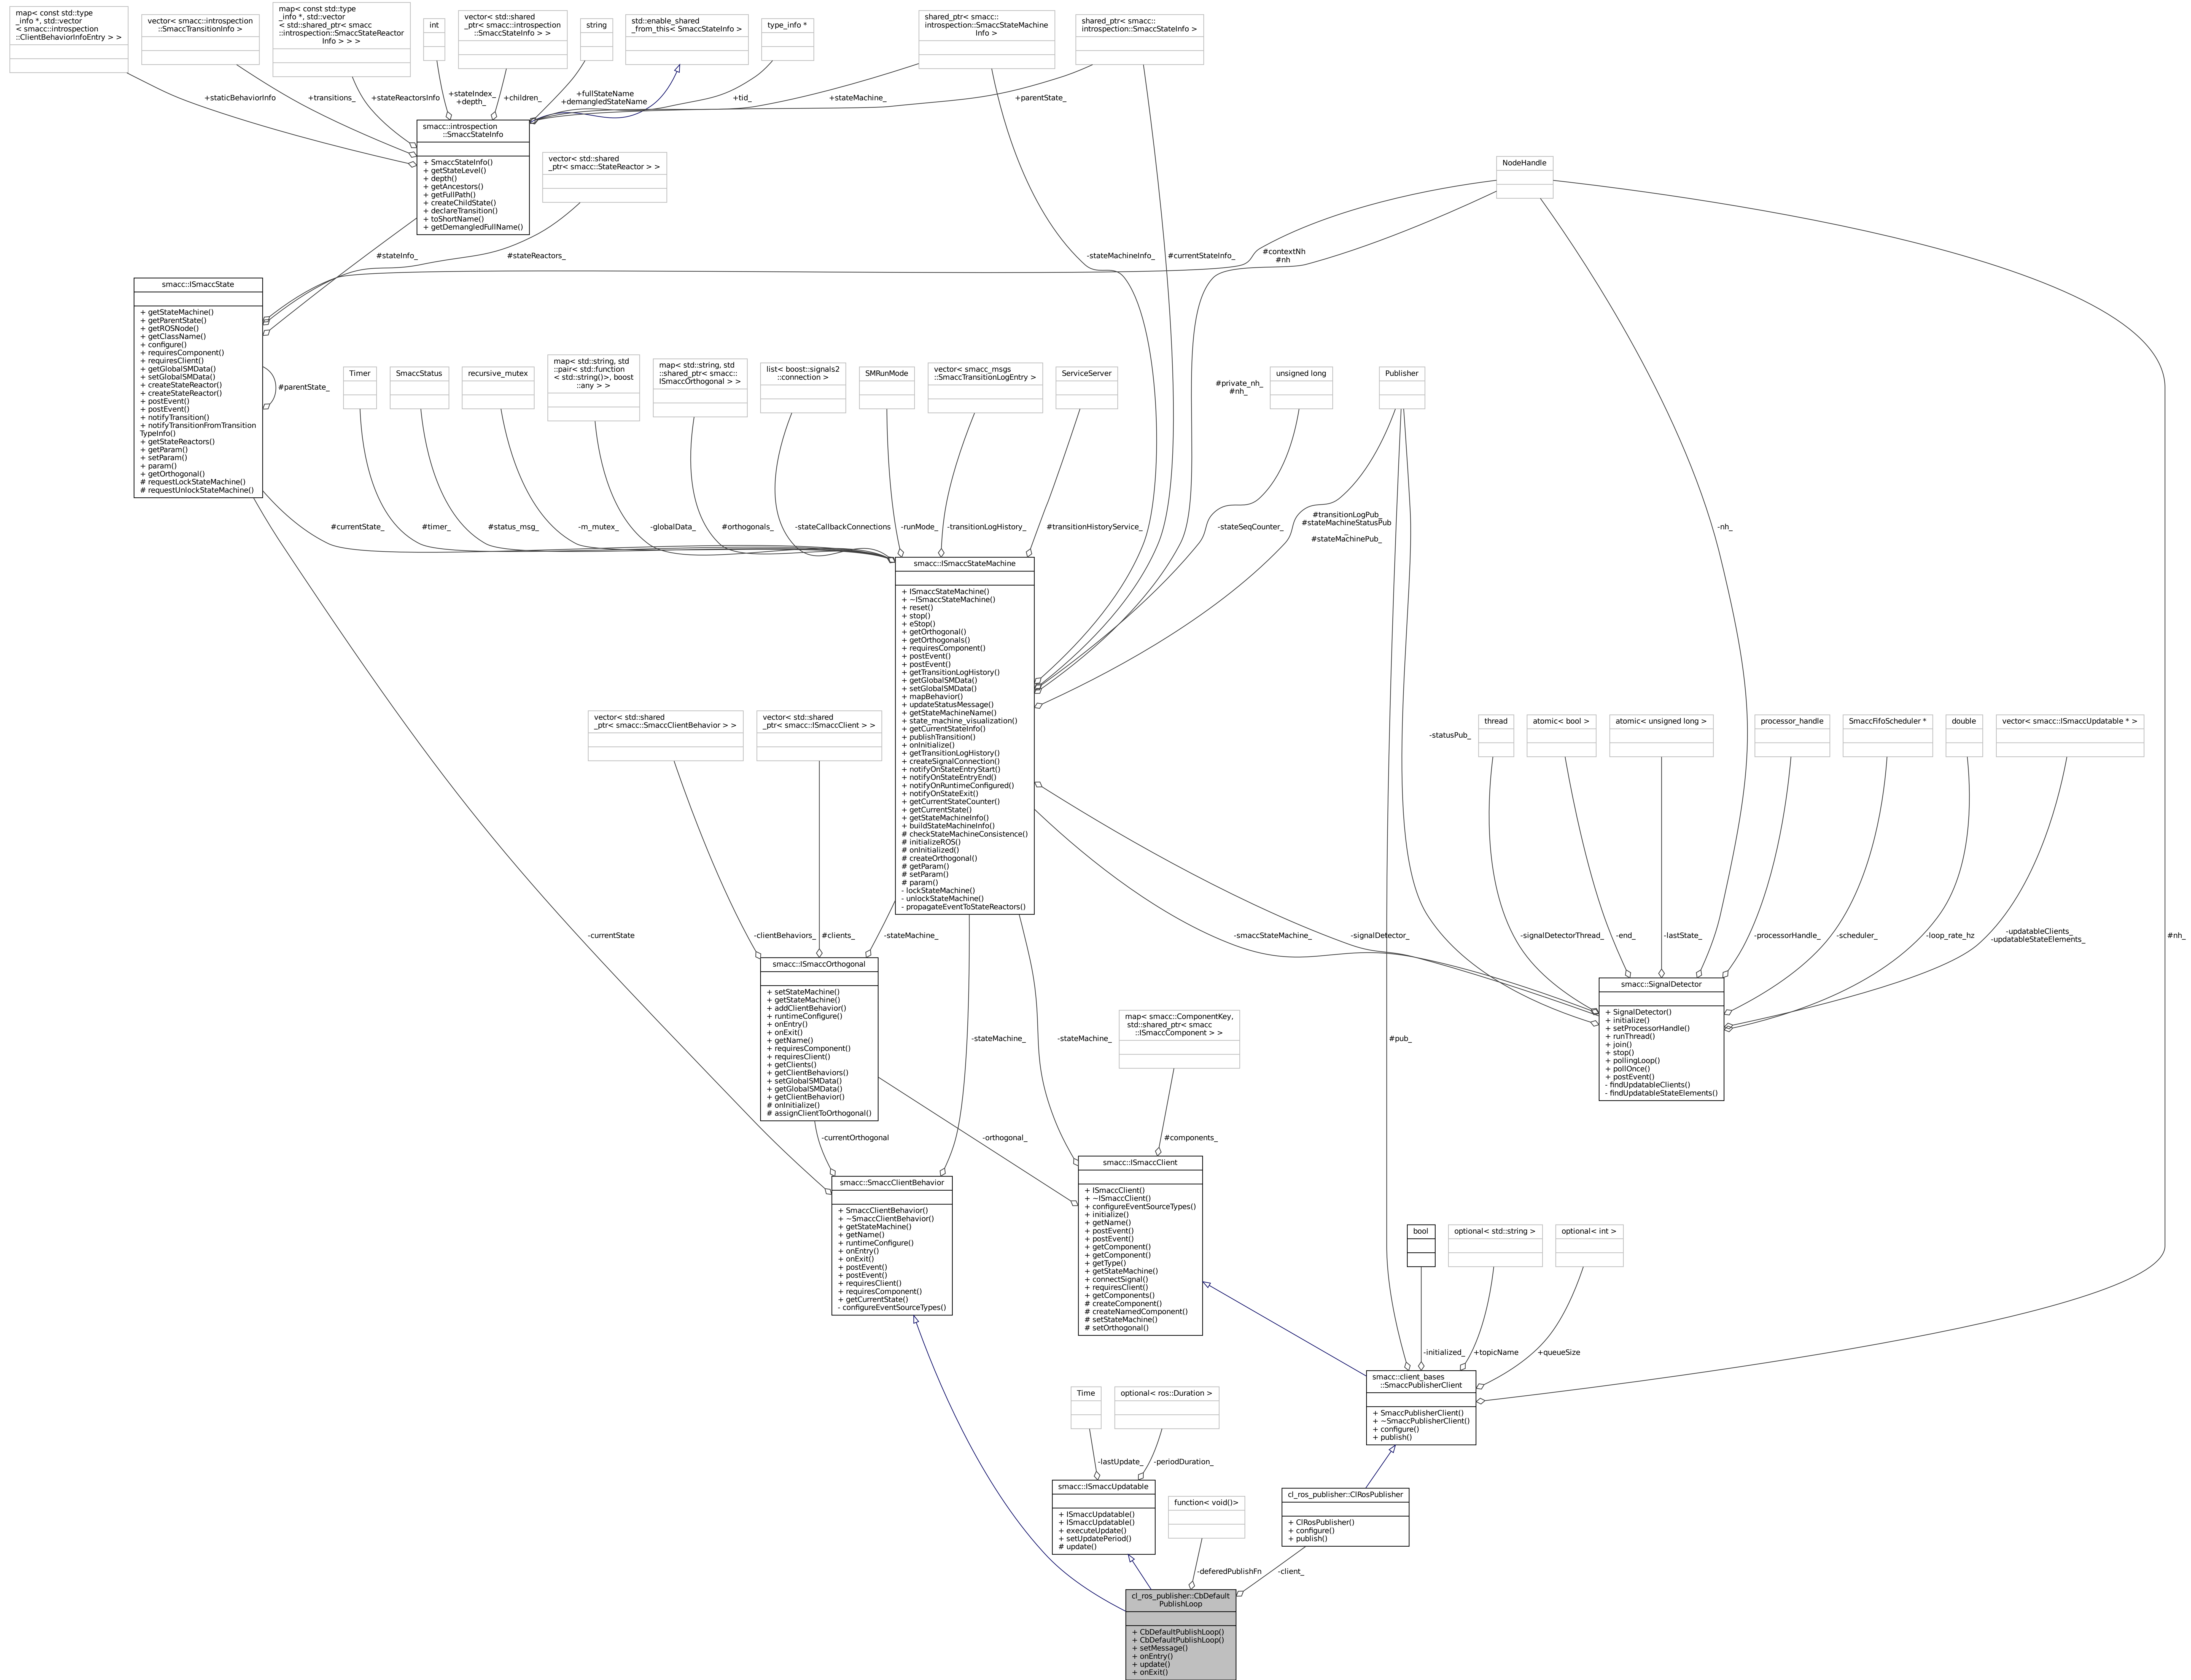 map< const std::type
_info *, std::vector
< smacc::introspection
::ClientBehaviorInfoEntry > >
vector< smacc::introspection
::SmaccTransitionInfo >
map< const std::type
_info *, std::vector
< std::shared_ptr< smacc
::introspection::SmaccStateReactor
Info > > >
int
vector< std::shared
_ptr< smacc::introspection
::SmaccStateInfo > >
string
std::enable_shared
_from_this< SmaccStateInfo >
type_info *
shared_ptr< smacc::
introspection::SmaccStateMachine
Info >
shared_ptr< smacc::
introspection::SmaccStateInfo >
+staticBehaviorInfo
+transitions_
+stateReactorsInfo
+stateIndex_
+depth_
+children_
+fullStateName
+demangledStateName
+tid_
+stateMachine_
+parentState_
smacc::introspection
::SmaccStateInfo
+ SmaccStateInfo()
+ getStateLevel()
+ depth()
+ getAncestors()
+ getFullPath()
+ createChildState()
+ declareTransition()
+ toShortName()
+ getDemangledFullName()
vector< std::shared
_ptr< smacc::StateReactor > >
NodeHandle
#stateInfo_
#stateReactors_
-stateMachineInfo_
#currentStateInfo_
#contextNh
#nh
smacc::ISmaccState
+ getStateMachine()
+ getParentState()
+ getROSNode()
+ getClassName()
+ configure()
+ requiresComponent()
+ requiresClient()
+ getGlobalSMData()
+ setGlobalSMData()
+ createStateReactor()
+ createStateReactor()
+ postEvent()
+ postEvent()
+ notifyTransition()
+ notifyTransitionFromTransition
TypeInfo()
+ getStateReactors()
+ getParam()
+ setParam()
+ param()
+ getOrthogonal()
# requestLockStateMachine()
# requestUnlockStateMachine()
#parentState_
Timer
SmaccStatus
recursive_mutex
map< std::string, std
::pair< std::function
< std::string()>, boost
::any > >
map< std::string, std
::shared_ptr< smacc::
ISmaccOrthogonal > >
list< boost::signals2
::connection >
SMRunMode
vector< smacc_msgs
::SmaccTransitionLogEntry >
ServiceServer
#private_nh_
#nh_
unsigned long
Publisher
#currentState_
#timer_
#status_msg_
-m_mutex_
-globalData_
#orthogonals_
-stateCallbackConnections
-runMode_
-transitionLogHistory_
#transitionHistoryService_
-stateSeqCounter_
#transitionLogPub_
#stateMachineStatusPub
_
#stateMachinePub_
-nh_
smacc::ISmaccStateMachine
+ ISmaccStateMachine()
+ ~ISmaccStateMachine()
+ reset()
+ stop()
+ eStop()
+ getOrthogonal()
+ getOrthogonals()
+ requiresComponent()
+ postEvent()
+ postEvent()
+ getTransitionLogHistory()
+ getGlobalSMData()
+ setGlobalSMData()
+ mapBehavior()
+ updateStatusMessage()
+ getStateMachineName()
+ state_machine_visualization()
+ getCurrentStateInfo()
+ publishTransition()
+ onInitialize()
+ getTransitionLogHistory()
+ createSignalConnection()
+ notifyOnStateEntryStart()
+ notifyOnStateEntryEnd()
+ notifyOnRuntimeConfigured()
+ notifyOnStateExit()
+ getCurrentStateCounter()
+ getCurrentState()
+ getStateMachineInfo()
+ buildStateMachineInfo()
# checkStateMachineConsistence()
# initializeROS()
# onInitialized()
# createOrthogonal()
# getParam()
# setParam()
# param()
- lockStateMachine()
- unlockStateMachine()
- propagateEventToStateReactors()
vector< std::shared
_ptr< smacc::SmaccClientBehavior > >
vector< std::shared
_ptr< smacc::ISmaccClient > >
-statusPub_
thread
atomic< bool >
atomic< unsigned long >
processor_handle
SmaccFifoScheduler *
double
vector< smacc::ISmaccUpdatable * >
-currentState
-clientBehaviors_
#clients_
-stateMachine_
-smaccStateMachine_
-signalDetector_
-signalDetectorThread_
-end_
-lastState_
-processorHandle_
-scheduler_
-loop_rate_hz
-updatableClients_
-updatableStateElements_
#nh_
smacc::ISmaccOrthogonal
+ setStateMachine()
+ getStateMachine()
+ addClientBehavior()
+ runtimeConfigure()
+ onEntry()
+ onExit()
+ getName()
+ requiresComponent()
+ requiresClient()
+ getClients()
+ getClientBehaviors()
+ setGlobalSMData()
+ getGlobalSMData()
+ getClientBehavior()
# onInitialize()
# assignClientToOrthogonal()
smacc::SignalDetector
+ SignalDetector()
+ initialize()
+ setProcessorHandle()
+ runThread()
+ join()
+ stop()
+ pollingLoop()
+ pollOnce()
+ postEvent()
- findUpdatableClients()
- findUpdatableStateElements()
-stateMachine_
-stateMachine_
map< smacc::ComponentKey,
std::shared_ptr< smacc
::ISmaccComponent > >
#pub_
-currentOrthogonal
-orthogonal_
#components_
smacc::SmaccClientBehavior
+ SmaccClientBehavior()
+ ~SmaccClientBehavior()
+ getStateMachine()
+ getName()
+ runtimeConfigure()
+ onEntry()
+ onExit()
+ postEvent()
+ postEvent()
+ requiresClient()
+ requiresComponent()
+ getCurrentState()
- configureEventSourceTypes()
smacc::ISmaccClient
+ ISmaccClient()
+ ~ISmaccClient()
+ configureEventSourceTypes()
+ initialize()
+ getName()
+ postEvent()
+ postEvent()
+ getComponent()
+ getComponent()
+ getType()
+ getStateMachine()
+ connectSignal()
+ requiresClient()
+ getComponents()
# createComponent()
# createNamedComponent()
# setStateMachine()
# setOrthogonal()
bool
optional< std::string >
optional< int >
-initialized_
+topicName
+queueSize
smacc::client_bases
::SmaccPublisherClient
+ SmaccPublisherClient()
+ ~SmaccPublisherClient()
+ configure()
+ publish()
Time
optional< ros::Duration >
-lastUpdate_
-periodDuration_
smacc::ISmaccUpdatable
+ ISmaccUpdatable()
+ ISmaccUpdatable()
+ executeUpdate()
+ setUpdatePeriod()
# update()
function< void()>
cl_ros_publisher::ClRosPublisher
+ ClRosPublisher()
+ configure()
+ publish()
-deferedPublishFn
-client_
cl_ros_publisher::CbDefault
PublishLoop
+ CbDefaultPublishLoop()
+ CbDefaultPublishLoop()
+ setMessage()
+ onEntry()
+ update()
+ onExit()